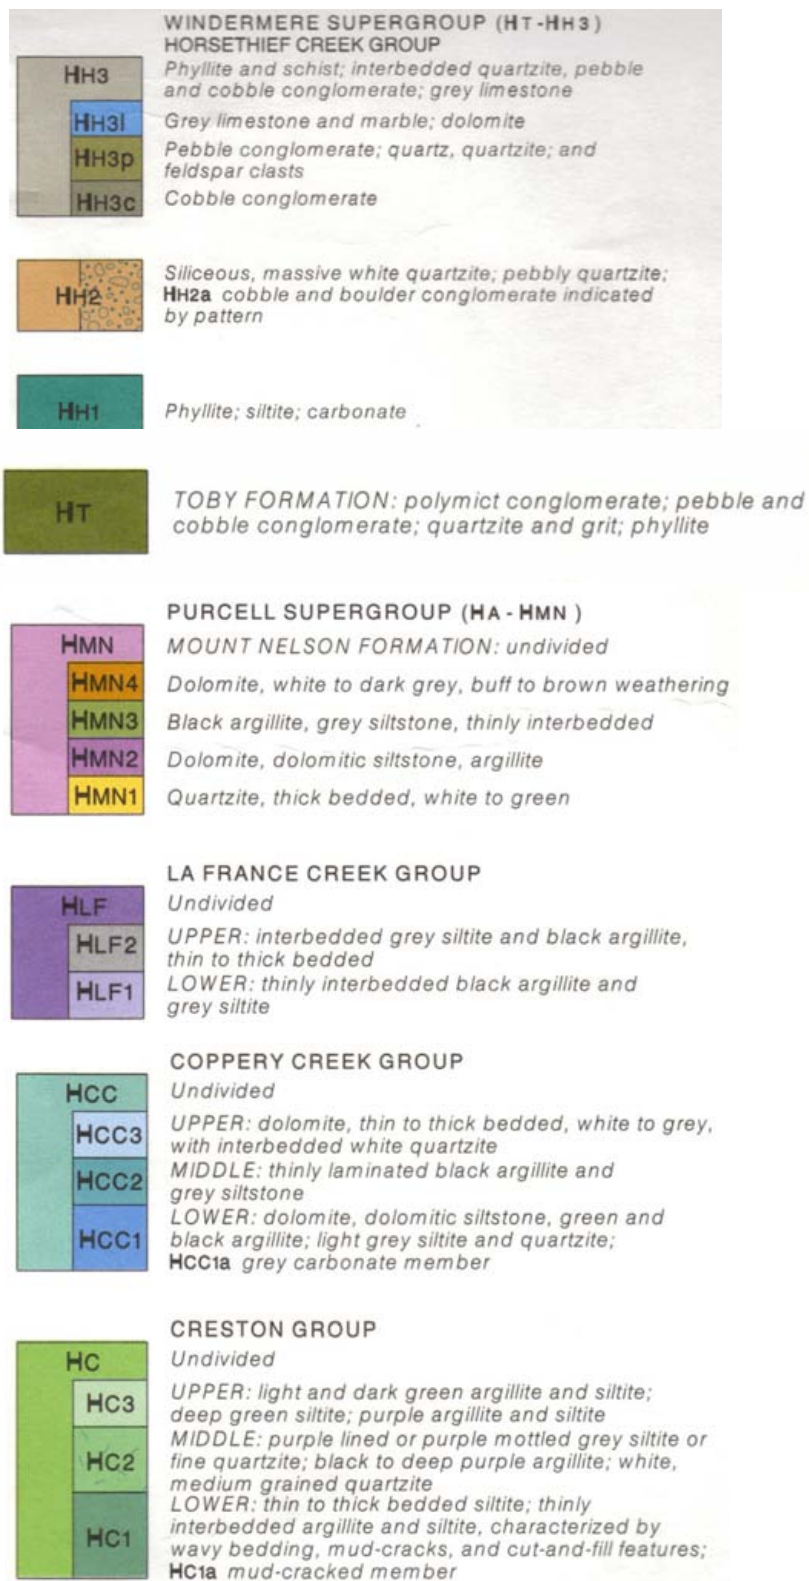 WINDERMERE SUPERGROUP (HT-HH3)
HORSETHIEF CREEK GROUP
HH3
Phyllite and schist; interbedded quartzite, pebble
and cobble conglomerate; grey limestone
HH3l
Grey limestone and marble; dolomite
HH3p
Pebble conglomerate; quartz, quartzite; and
feldspar clasts
HH3c
Cobble conglomerate
HH2
Siliceous, massive white quartzite; pebbly quartzite;
HH2a cobble and boulder conglomerate indicated
by pattern
HH1
Phyllite; siltite; carbonate
HT
TOBY FORMATION: polymict conglomerate; pebble and
cobble conglomerate; quartzite and grit; phyllite
PURCELL SUPERGROUP (HA-HMN)
HMN
MOUNT NELSON FORMATION: undivided
HMN4
Dolomite, white to dark grey, buff to brown weathering
HMN3
Black argillite, grey siltstone, thinly interbedded
HMN2
Dolomite, dolomitic siltstone, argillite
HMN1
Quartzite, thick bedded, white to green
LA FRANCE CREEK GROUP
HLF
Undivided
HLF2
UPPER: interbedded grey siltite and black argillite,
thin to thick bedded
HLF1
LOWER: thinly interbedded black argillite and
grey siltite
COPPERY CREEK GROUP
HCC
Undivided
HCC3
UPPER: dolomite, thin to thick bedded, white to grey,
with interbedded white quartzite
HCC2
MIDDLE: thinly laminated black argillite and
grey siltstone
HCC1
LOWER: dolomite, dolomitic siltstone, green and
black argillite; light grey siltite and quartzite;
HCC1a grey carbonate member
CRESTON GROUP
HC
Undivided
HC3
UPPER: light and dark green argillite and siltite;
deep green siltite; purple argillite and siltite
HC2
MIDDLE: purple lined or purple mottled grey siltite or
fine quartzite; black to deep purple argillite; white,
medium grained quartzite
HC1
LOWER: thin to thick bedded siltite; thinly
interbedded argillite and siltite, characterized by
wavy bedding, mud-cracks, and cut-and-fill features;
HC1a mud-cracked member